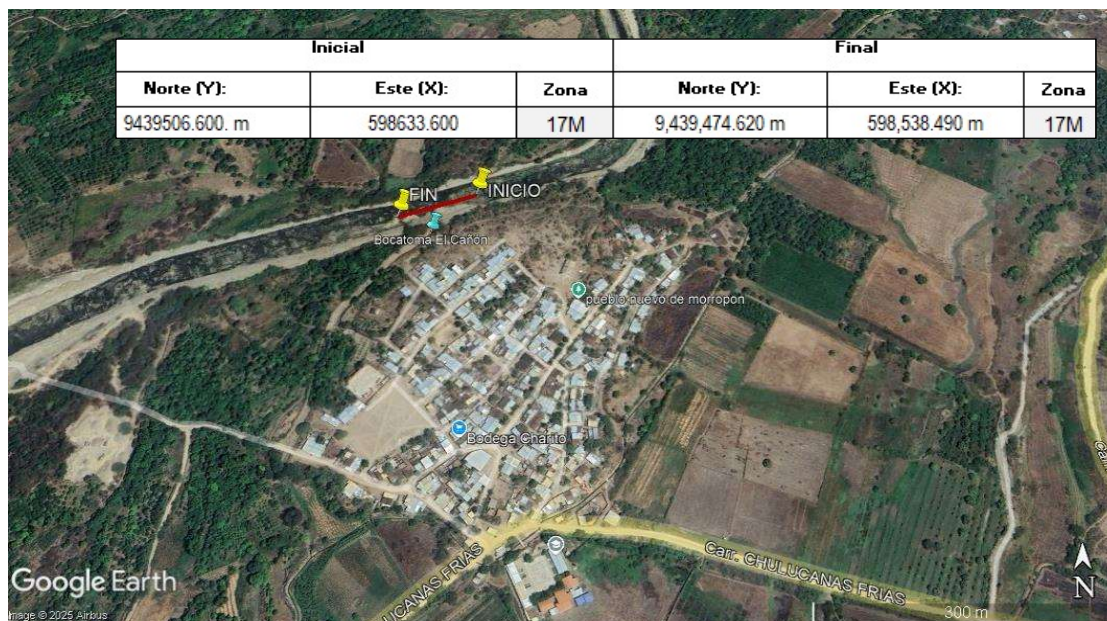 Inicial Final
Norte (Y): Este (X): Zona Norte (Y): Este (X): Zona
9439506.600. m 598633.600 17M 9,439,474.620 m 598,538.490 m 17M
FIN INICIO
Bocatoma El Cañón
pueblo nuevo de morropon
Bodega Charito
Carr. CHULUCANAS FRIAS
ULUCANAS FRIAS
Google Earth
Image © 2025 Airbus
300 m
N